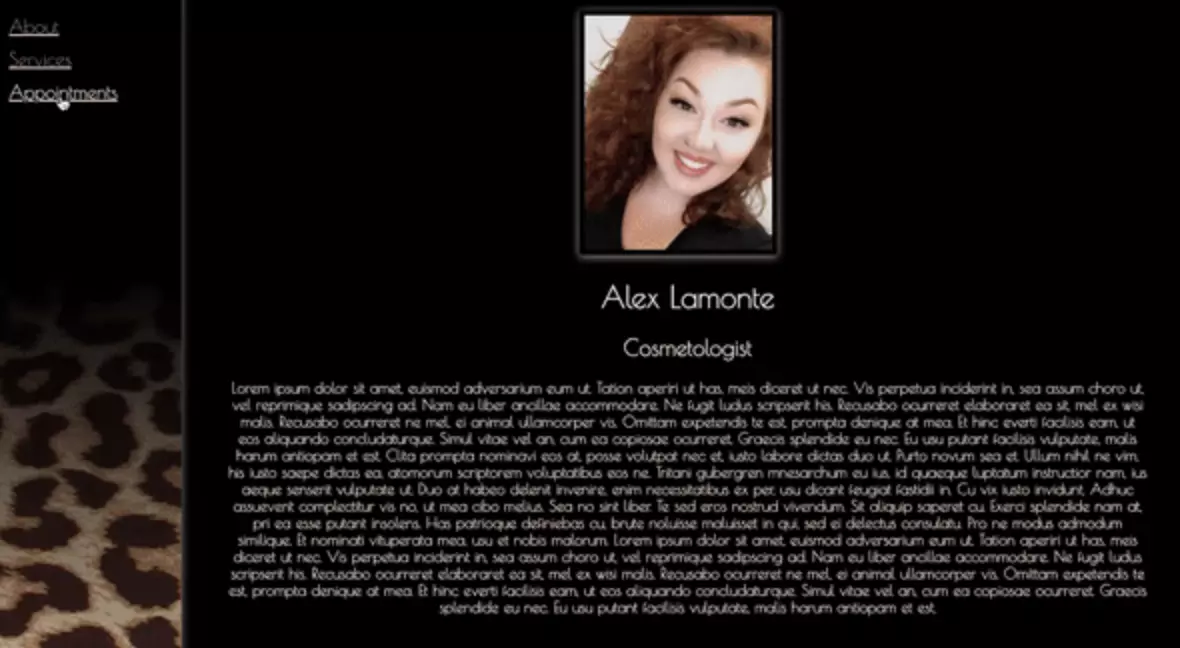 About
Services
Appointments
Alex Lamonte
Cosmetologist
Lorem ipsum dolor sit amet, euismod adversarium eum ut. Tation aperiri ut has, meis diceret ut nec. Vis perpetua inciderint in, sea assum choro ut,
vel reprimique sadipscing ad. Nam eu liber ancillae accommodare. Ne fugit ludus scripserit his. Recusabo ocurreret elaboraret ea sit, mel ex wisi
malis. Recusabo ocurreret ne mel, ei animal ullamcorper vis. Omittam expetendis te est, prompta denique at mea. Et hinc everti facilisis eam, ut
eos aliquando concludaturque. Simul vitae vel an, cum ea copiosae ocurreret. Graecis splendide eu nec. Eu usu putant facilisis vulputate, malis
harum antiopam et est. Clita prompta nominavi eos at, posse volutpat nec et, iusto labore dictas duo ut. Purto novum sea et. Ullum nihil ne vim,
his iusto saepe dictas ea, atomorum scriptorem voluptatibus eos ne. Tritani gubergren mnesarchum eu ius, id quaeque luptatum instructior nam, ius
aeque senserit vulputate ut. Duo at habeo delenit invenire, enim necessitatibus ex per, usu dicant feugiat fastidii in. Cu vix iusto invidunt. Adhuc
assueverit complectitur vis no, ut mea cibo melius. Sea no sint liber. Te sed eros nostrud vivendum. Sit aliquip saperet cu. Exerci splendide nam at,
pri ea esse putant insolens. Has patrioque definiebas cu, brute noluisse maluisset in qui, sed ei delectus consulatu. Pro ne modus admodum
similique. Et nominati vituperata mea, usu et nobis malorum. Lorem ipsum dolor sit amet, euismod adversarium eum ut. Tation aperiri ut has, meis
diceret ut nec. Vis perpetua inciderint in, sea assum choro ut, vel reprimique sadipscing ad. Nam eu liber ancillae accommodare. Ne fugit ludus
scripserit his. Recusabo ocurreret elaboraret ea sit, mel ex wisi malis. Recusabo ocurreret ne mel, ei animal ullamcorper vis. Omittam expetendis te
est, prompta denique at mea. Et hinc everti facilisis eam, ut eos aliquando concludaturque. Simul vitae vel an, cum ea copiosae ocurreret. Graecis
splendide eu nec. Eu usu putant facilisis vulputate, malis harum antiopam et est.